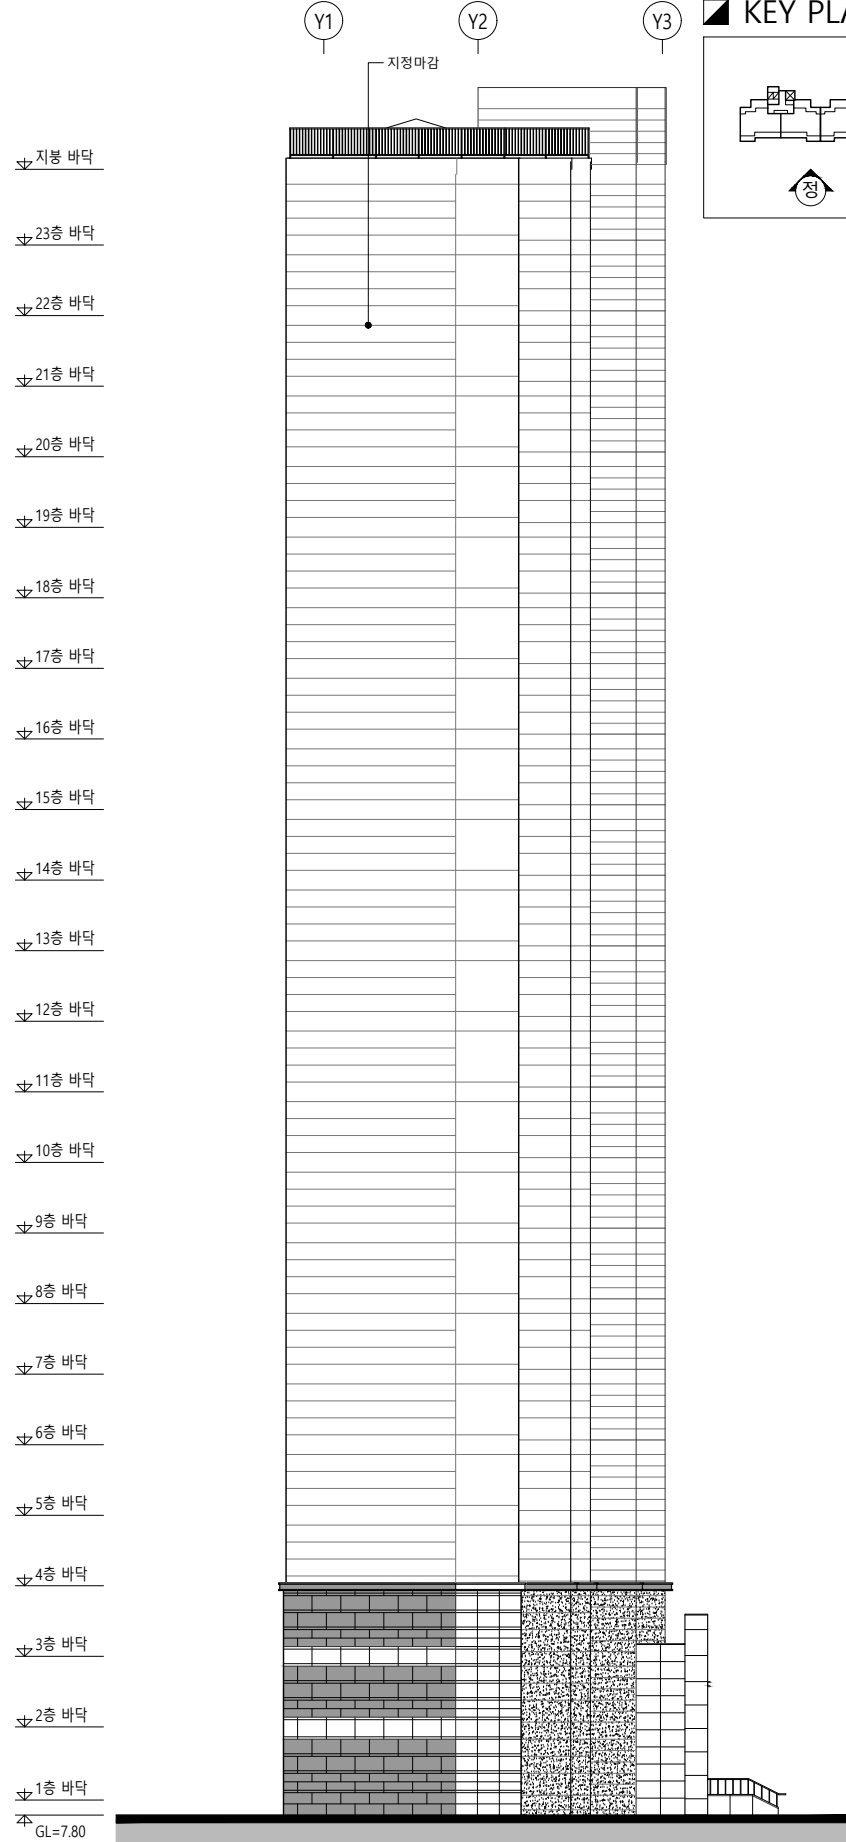 Y1 Y2 Y3
KEY PLA
지정마감
정
지붕 바닥
23층 바닥
22층 바닥
21층 바닥
20층 바닥
19층 바닥
18층 바닥
17층 바닥
16층 바닥
15층 바닥
14층 바닥
13층 바닥
12층 바닥
11층 바닥
10층 바닥
9층 바닥
8층 바닥
7층 바닥
6층 바닥
5층 바닥
4층 바닥
3층 바닥
2층 바닥
1층 바닥
GL=7.80